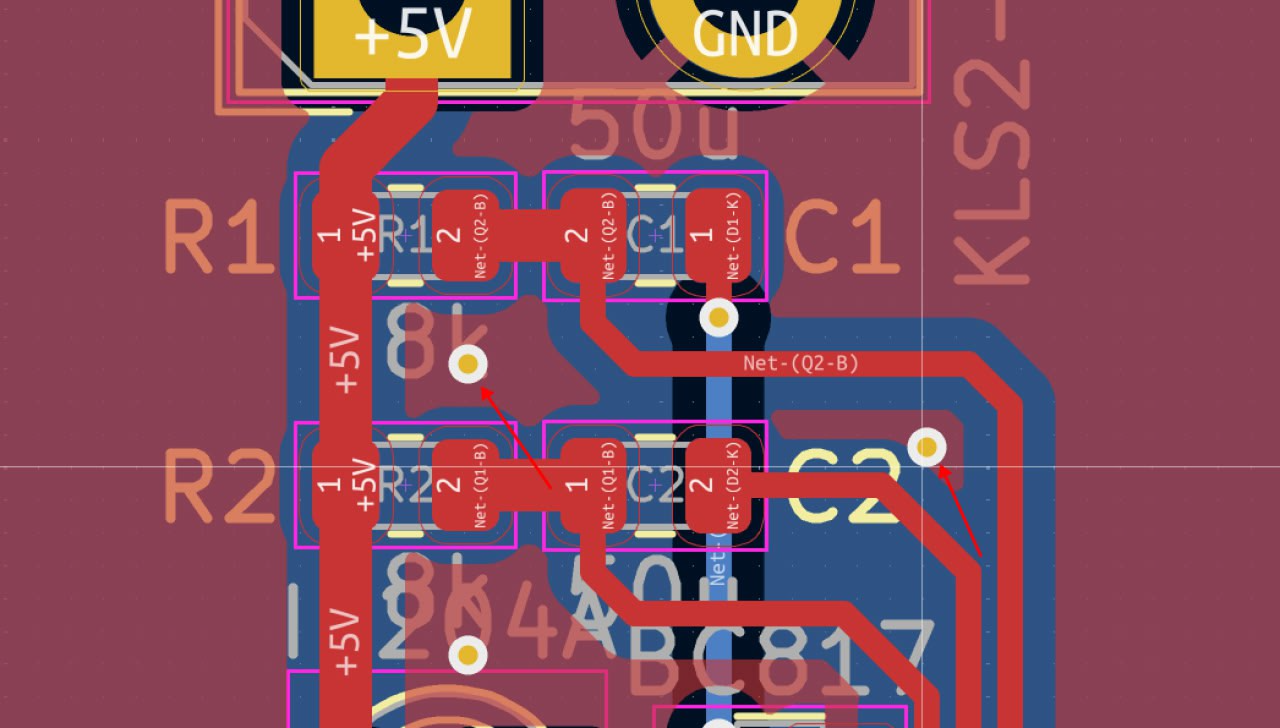 +5V
GND
50u
KLS2-
R1
1
+5V
R1
2
Net-(Q2-B)
2
Net-(Q2-B)
C1
1
Net-(D1-K)
C1
8k
+5V
Net-(Q2-B)
R2
1
+5V
R2
2
Net-(Q1-B)
1
Net-(Q1-B)
C2
2
Net-(D2-K)
C2
8k
50u
Net-(
204A
BC817
+5V